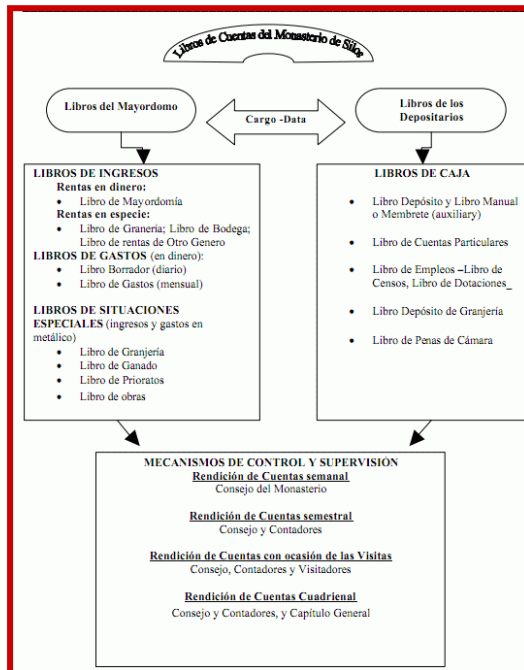 Libros de Cuentas del Monasterio de Silos
Libros del Mayordomo
Cargo -Data
Libros de los
Depositarios
LIBROS DE INGRESOS
Rentas en dinero:
• Libro de Mayordomía
Rentas en especie:
• Libro de Granería; Libro de Bodega;
Libro de rentas de Otro Genero
LIBROS DE GASTOS (en dinero):
• Libro Borrador (diario)
• Libro de Gastos (mensual)
LIBROS DE SITUACIONES
ESPECIALES (ingresos y gastos en
metálico)
• Libro de Granjería
• Libro de Ganado
• Libro de Prioratos
• Libro de obras
LIBROS DE CAJA
• Libro Depósito y Libro Manual
o Membrete (auxiliary)
• Libro de Cuentas Particulares
• Libro de Empleos –Libro de
Censos, Libro de Dotaciones_
• Libro Depósito de Granjería
• Libro de Penas de Cámara
MECANISMOS DE CONTROL Y SUPERVISIÓN
Rendición de Cuentas semanal
Consejo del Monasterio
Rendición de Cuentas semestral
Consejo y Contadores
Rendición de Cuentas con ocasión de las Visitas
Consejo, Contadores y Visitadores
Rendición de Cuentas Cuadrienal
Consejo y Contadores, y Capítulo General